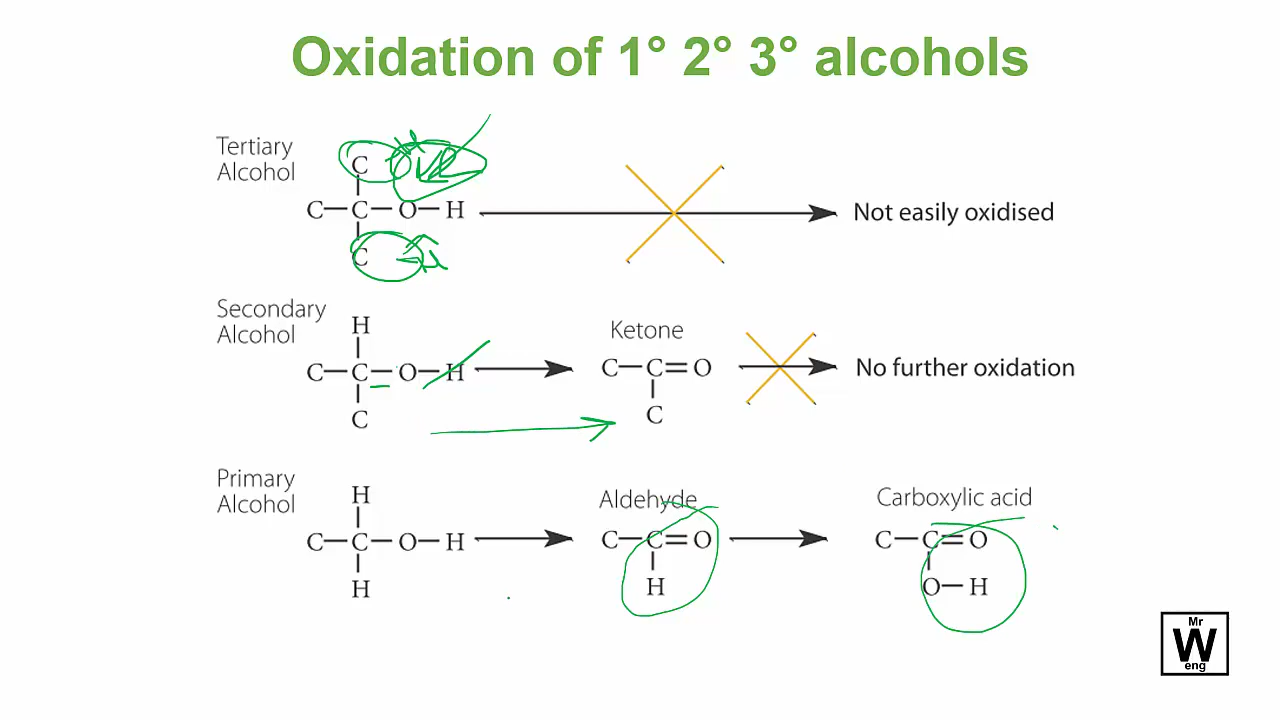 Oxidation of 1° 2° 3° alcohols
Tertiary
Alcohol
C
C—C—O—H
C
Not easily oxidised
Secondary
Alcohol
H
C—C—O—H
C
Ketone
C—C=O
C
No further oxidation
Primary
Alcohol
H
C—C—O—H
H
Aldehyde
C—C=O
H
Carboxylic acid
C—C=O
O—H
Mr
W
eng